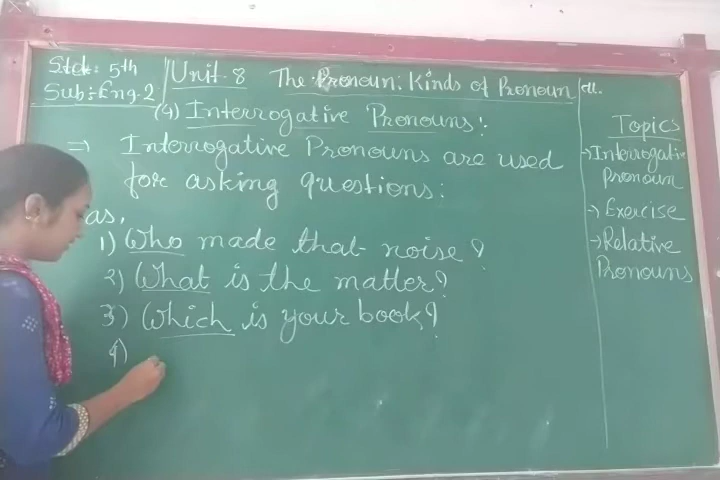 Std: 5th
Sub: Eng-2
Unit-8 The Pronoun: Kinds of Pronoun
(4) Interrogative Pronouns:
⇒ Interrogative Pronouns are used
for asking questions:
as,
1) Who made that noise?
2) What is the matter?
3) Which is your book?
4)
Topics
→ Interrogative
Pronoun
→ Exercise
→ Relative
Pronouns